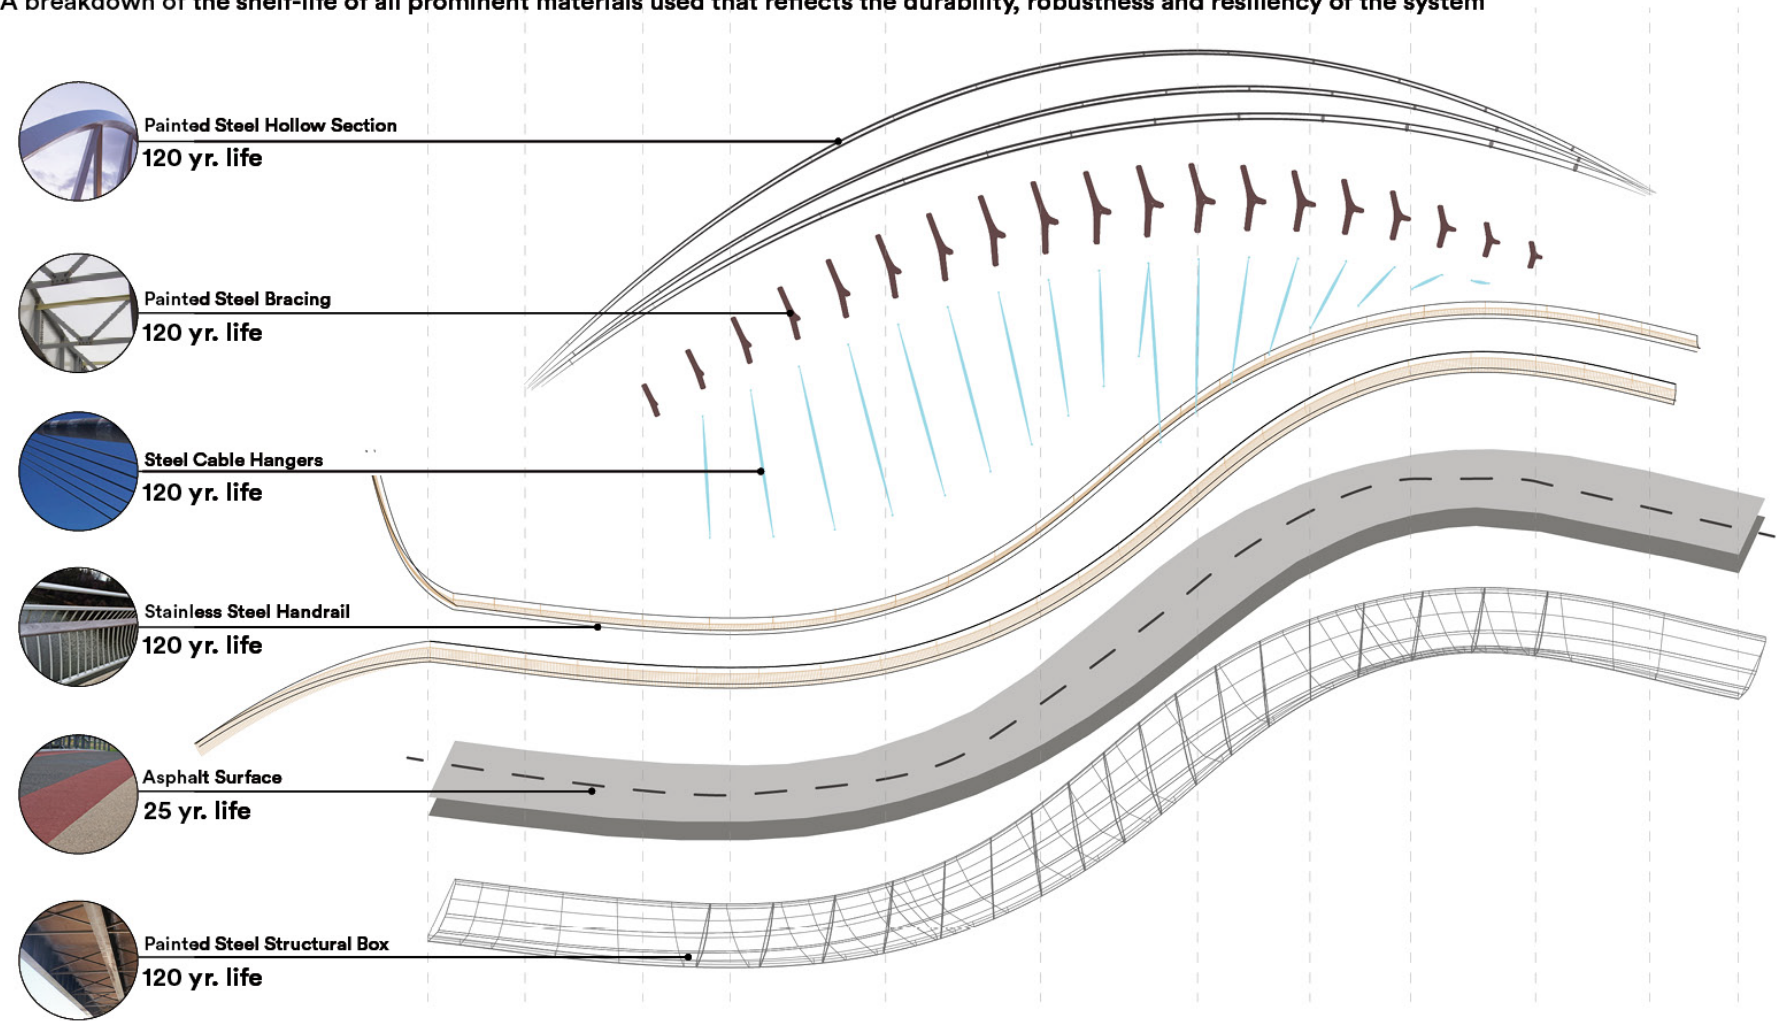 A breakdown of the shelf-life of all prominent materials used that reflects the durability, robustness and resiliency of the system
Painted Steel Hollow Section
120 yr. life
Painted Steel Bracing
120 yr. life
Steel Cable Hangers
120 yr. life
Stainless Steel Handrail
120 yr. life
Asphalt Surface
25 yr. life
Painted Steel Structural Box
120 yr. life